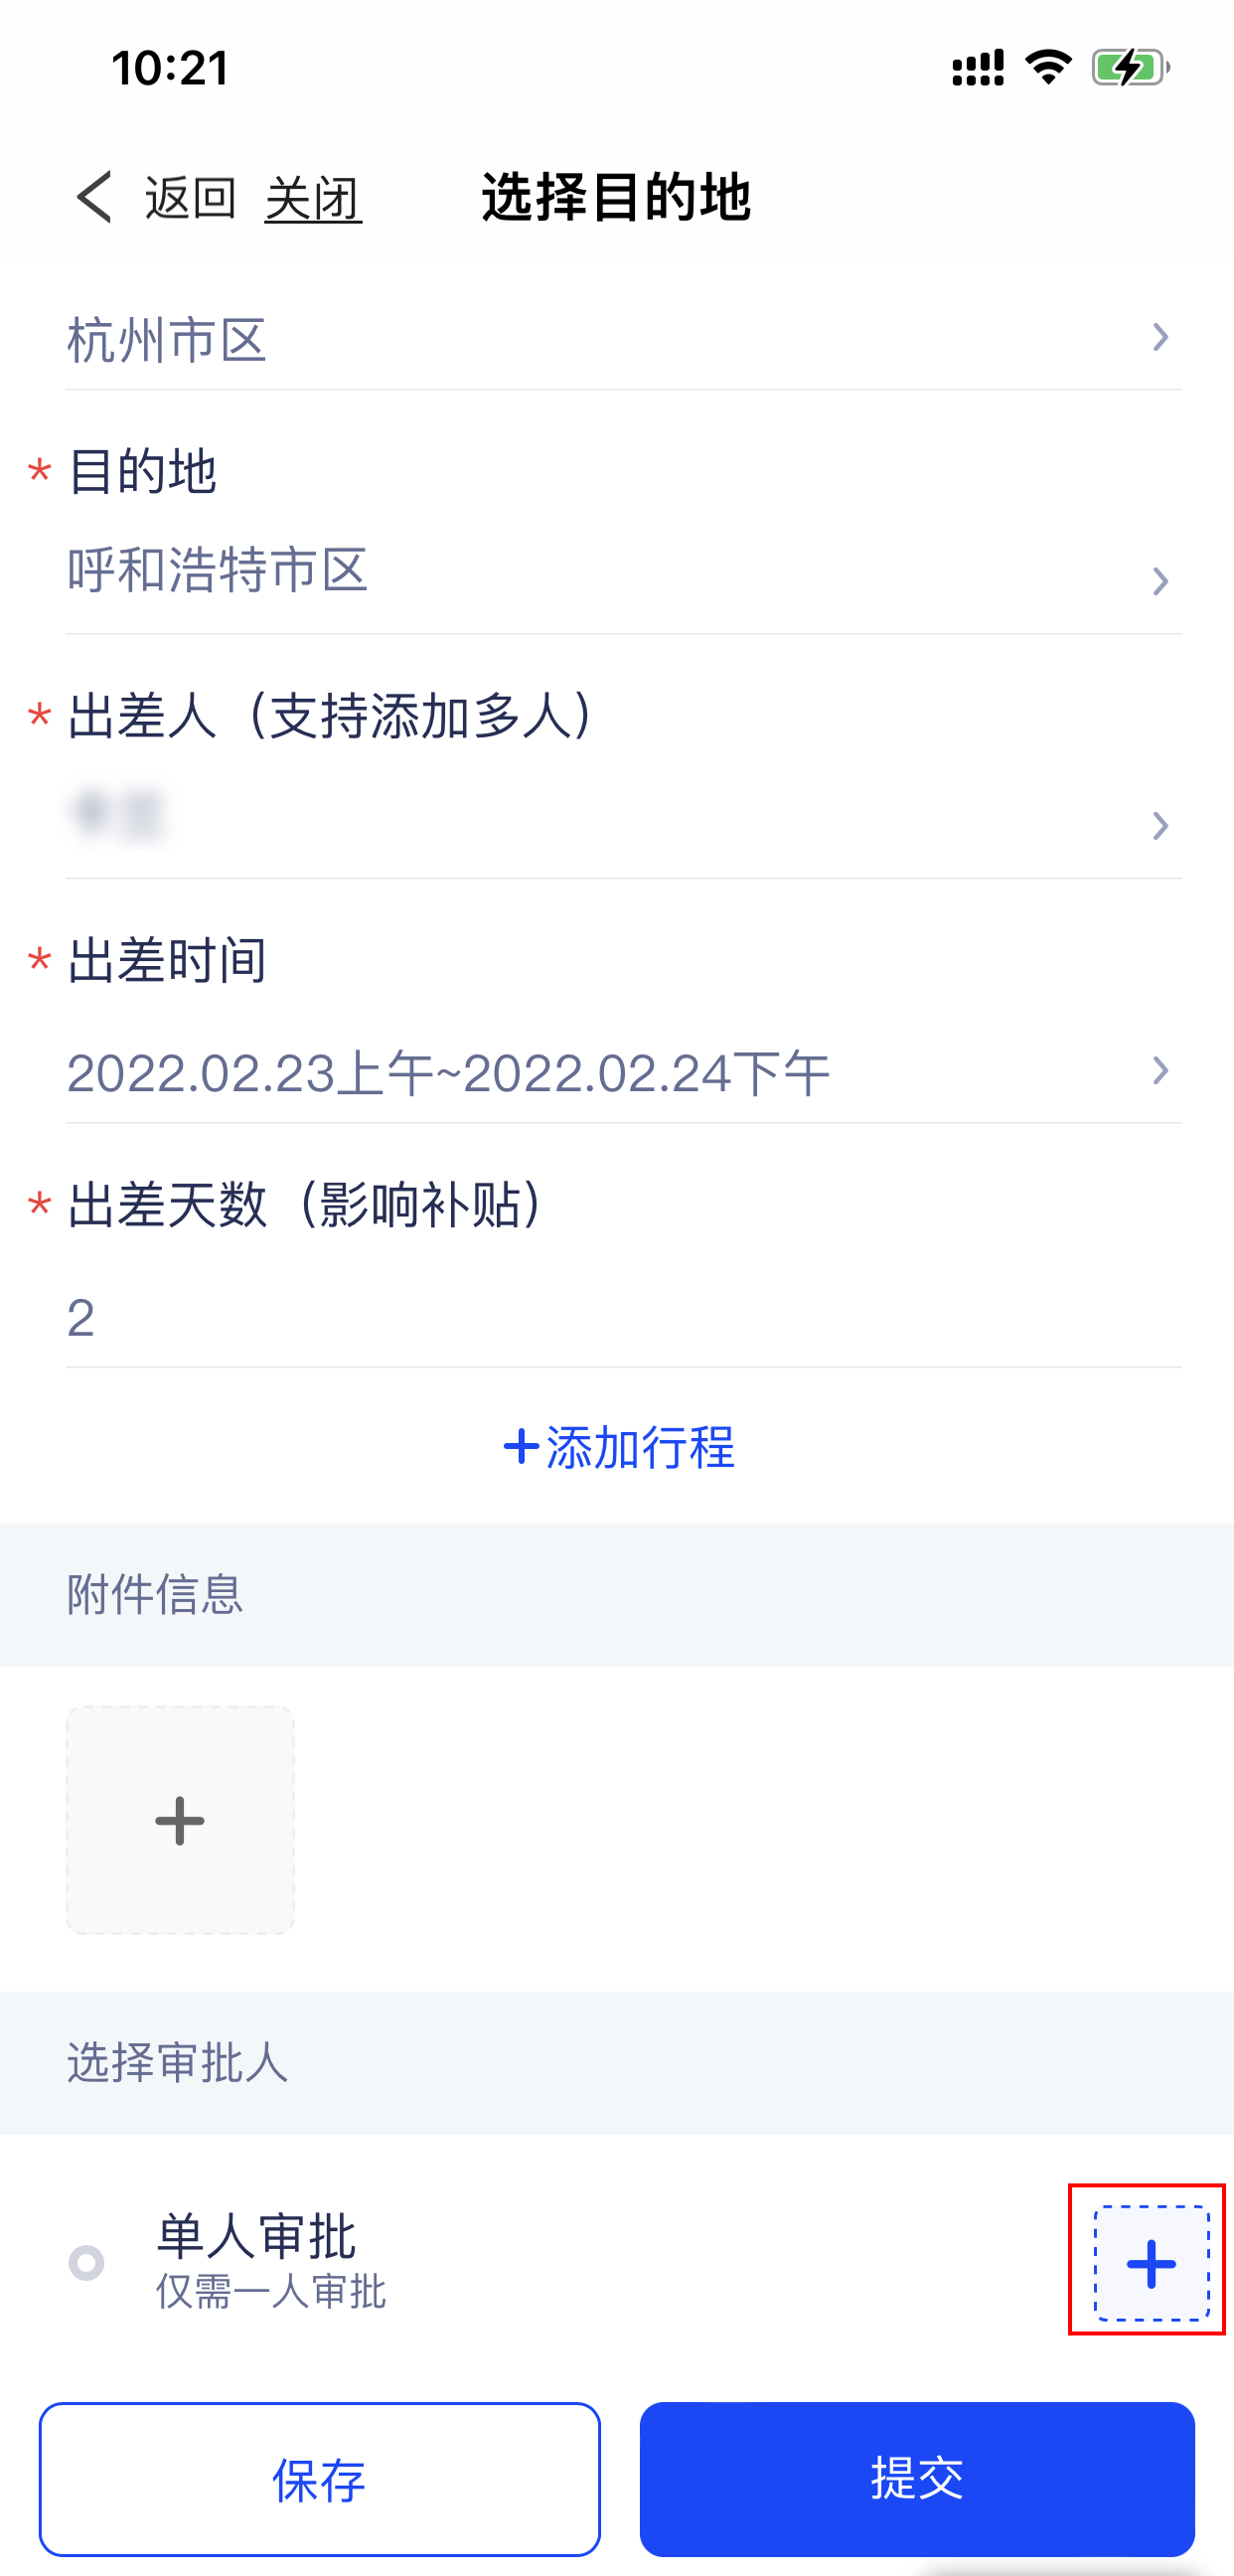 10:21
返回 关闭 选择目的地
杭州市区
* 目的地
呼和浩特市区
* 出差人（支持添加多人）
* 出差时间
2022.02.23上午~2022.02.24下午
* 出差天数（影响补贴）
2
+添加行程
附件信息
选择审批人
单人审批
仅需一人审批
保存 提交